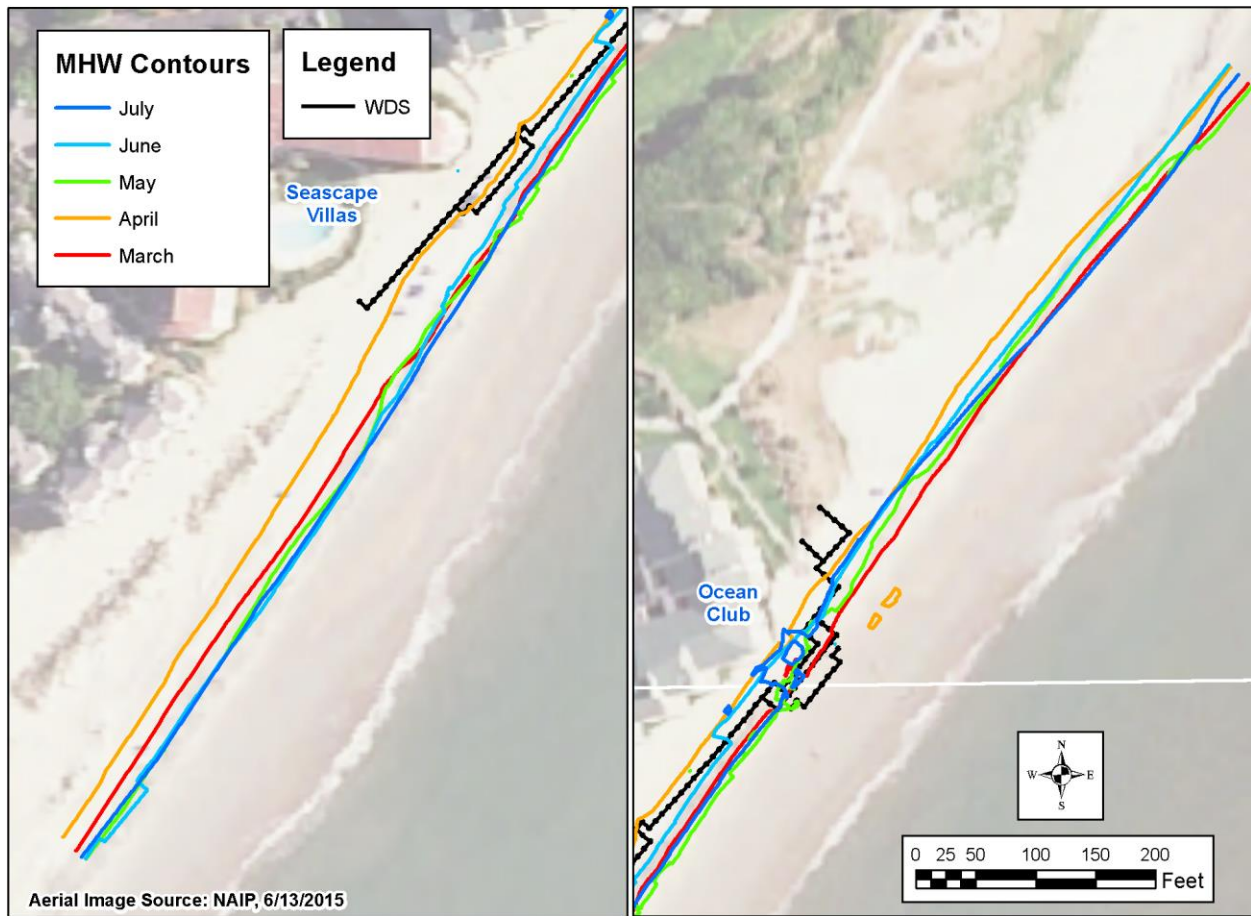 MHW Contours
July
June
May
April
March
Legend
WDS
Seascape
Villas
Aerial Image Source: NAIP, 6/13/2015
Ocean
Club
N
W E
S
0 25 50 100 150 200
Feet